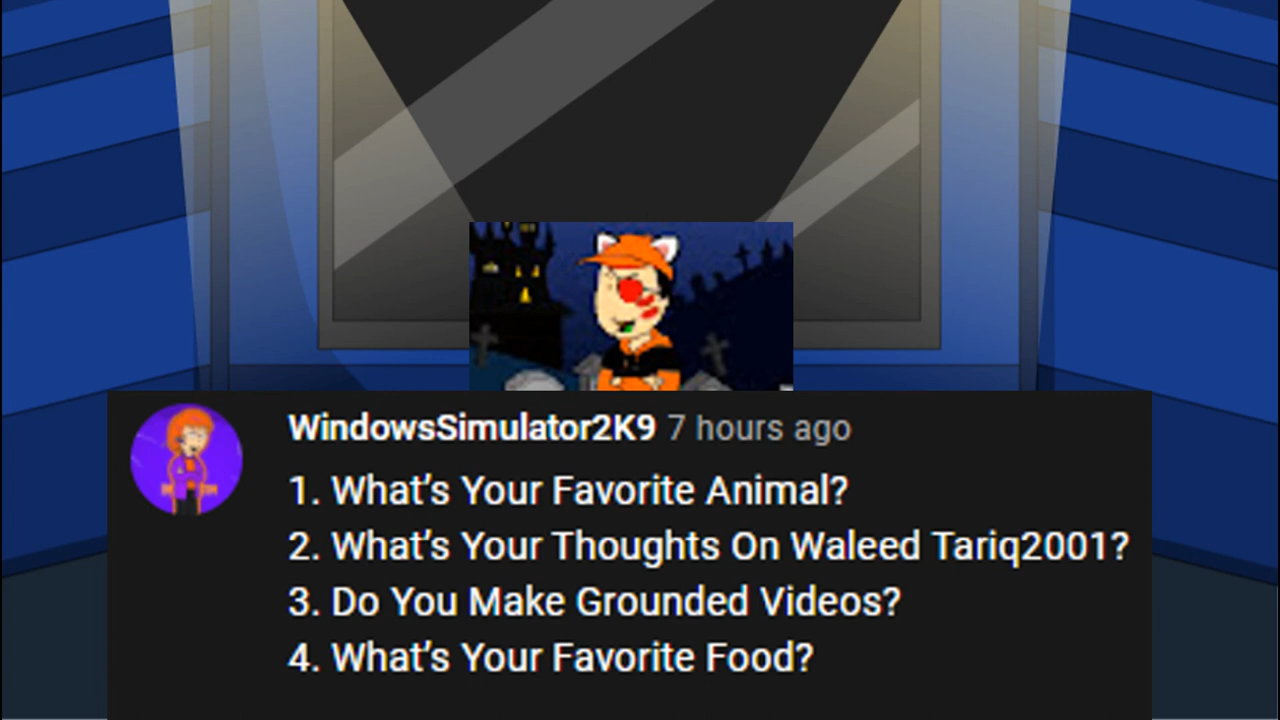 WindowsSimulator2K9 7 hours ago
1. What's Your Favorite Animal?
2. What's Your Thoughts On Waleed Tariq2001?
3. Do You Make Grounded Videos?
4. What's Your Favorite Food?